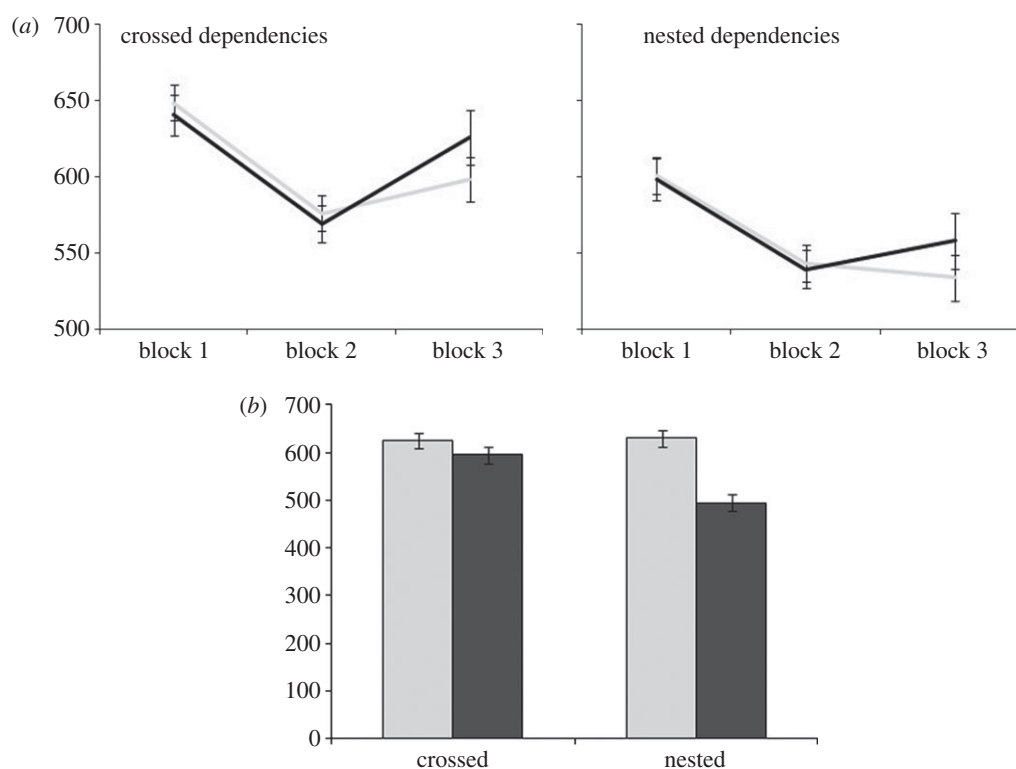 (a)
700
650
600
550
500
crossed dependencies
nested dependencies
block 1 block 2 block 3
block 1 block 2 block 3
(b)
700
600
500
400
300
200
100
0
crossed nested